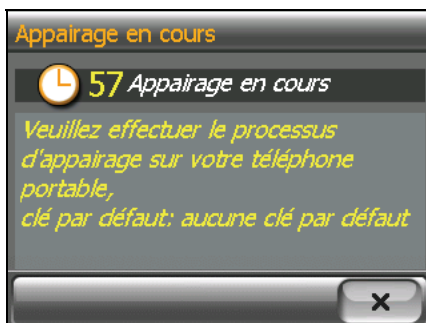 Appairage en cours
57 Appairage en cours
Veuillez effectuer le processus
d'appairage sur votre téléphone
portable,
clé par défaut: aucune clé par défaut